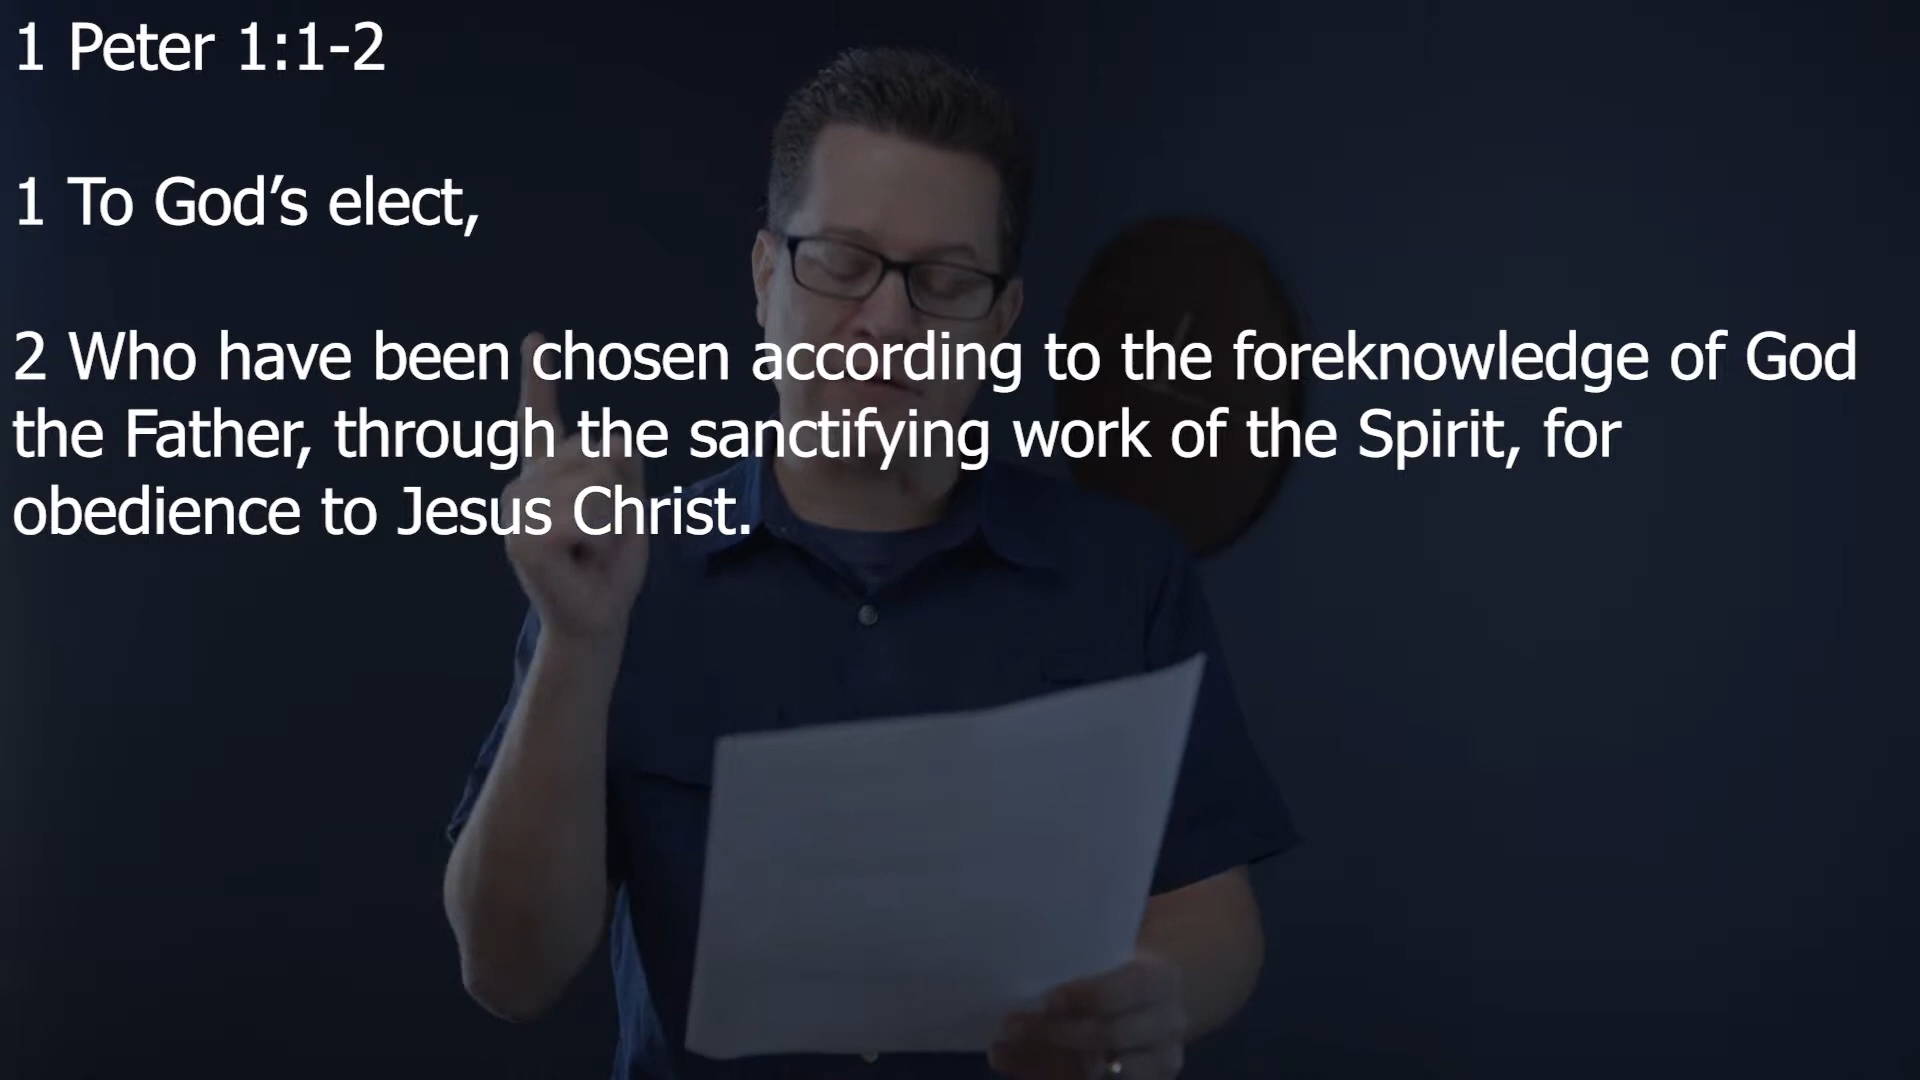 1 Peter 1:1-2
1 To God’s elect,
2 Who have been chosen according to the foreknowledge of God
the Father, through the sanctifying work of the Spirit, for
obedience to Jesus Christ.